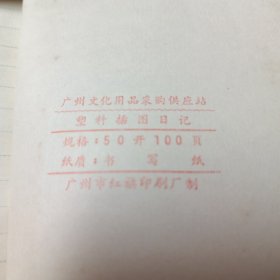 广州文化用品采购供应站
塑料插图日记
规格：50开100頁
纸质：书写纸
广州市红旗印刷厂制